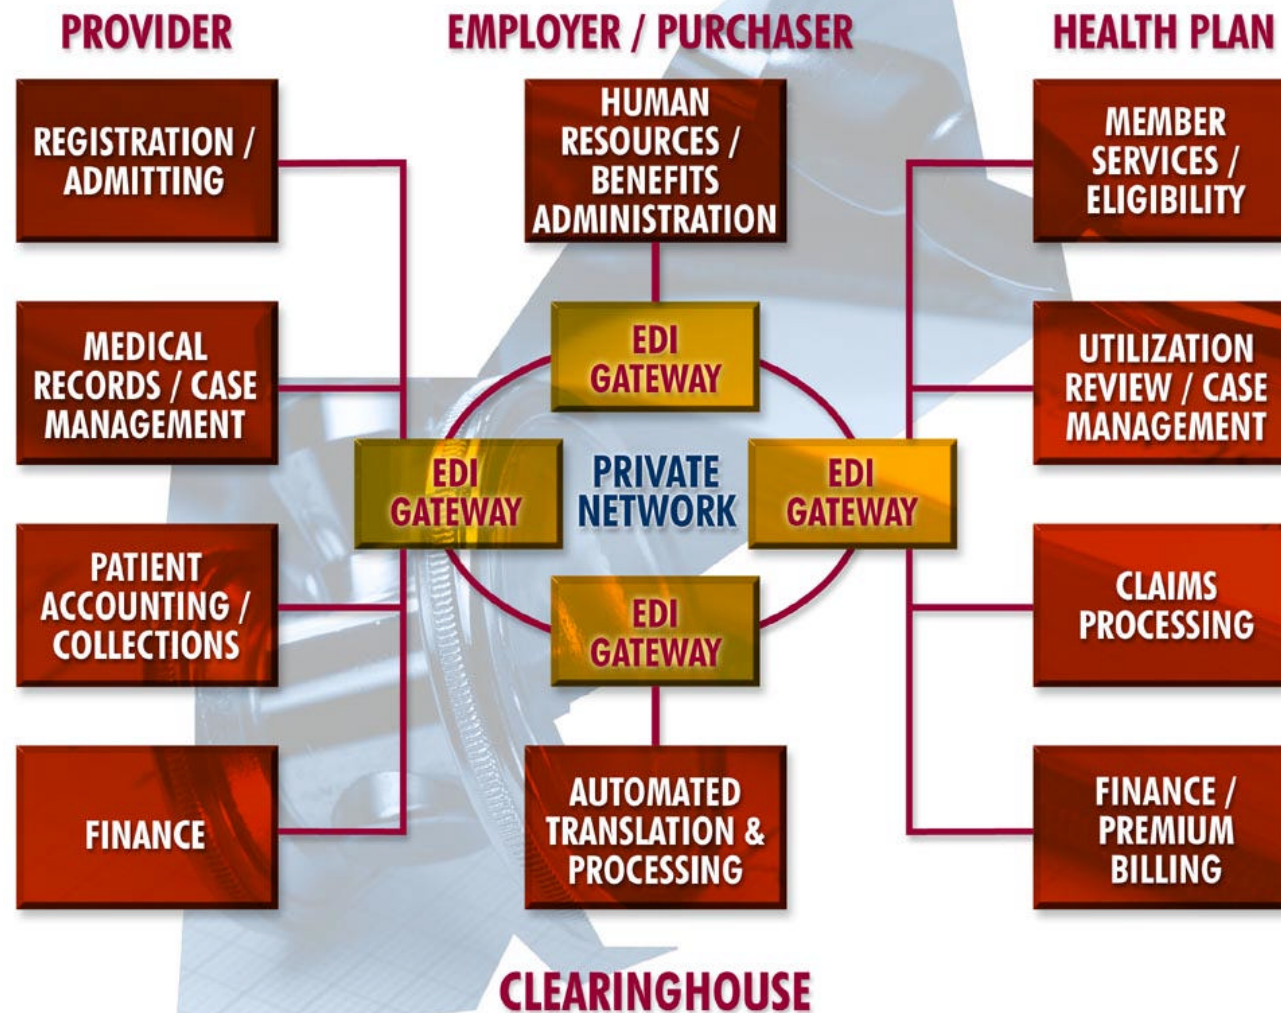 PROVIDER
EMPLOYER / PURCHASER
HEALTH PLAN
REGISTRATION /
ADMITTING
HUMAN
RESOURCES /
BENEFITS
ADMINISTRATION
MEMBER
SERVICES /
ELIGIBILITY
MEDICAL
RECORDS / CASE
MANAGEMENT
EDI
GATEWAY
UTILIZATION
REVIEW / CASE
MANAGEMENT
EDI
GATEWAY
PRIVATE
NETWORK
EDI
GATEWAY
PATIENT
ACCOUNTING /
COLLECTIONS
EDI
GATEWAY
CLAIMS
PROCESSING
FINANCE
AUTOMATED
TRANSLATION &
PROCESSING
FINANCE /
PREMIUM
BILLING
CLEARINGHOUSE